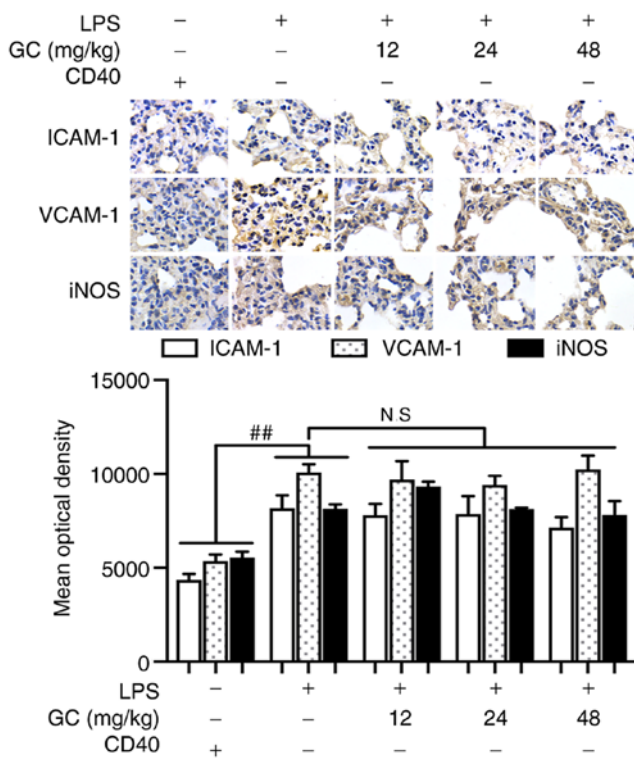 LPS – + + + +
GC (mg/kg) – – 12 24 48
CD40 + – – – –
ICAM-1
VCAM-1
iNOS
ICAM-1 VCAM-1 iNOS
15000
10000
5000
0
Mean optical density
##
N S
LPS – + + + +
GC (mg/kg) – – 12 24 48
CD40 + – – – –